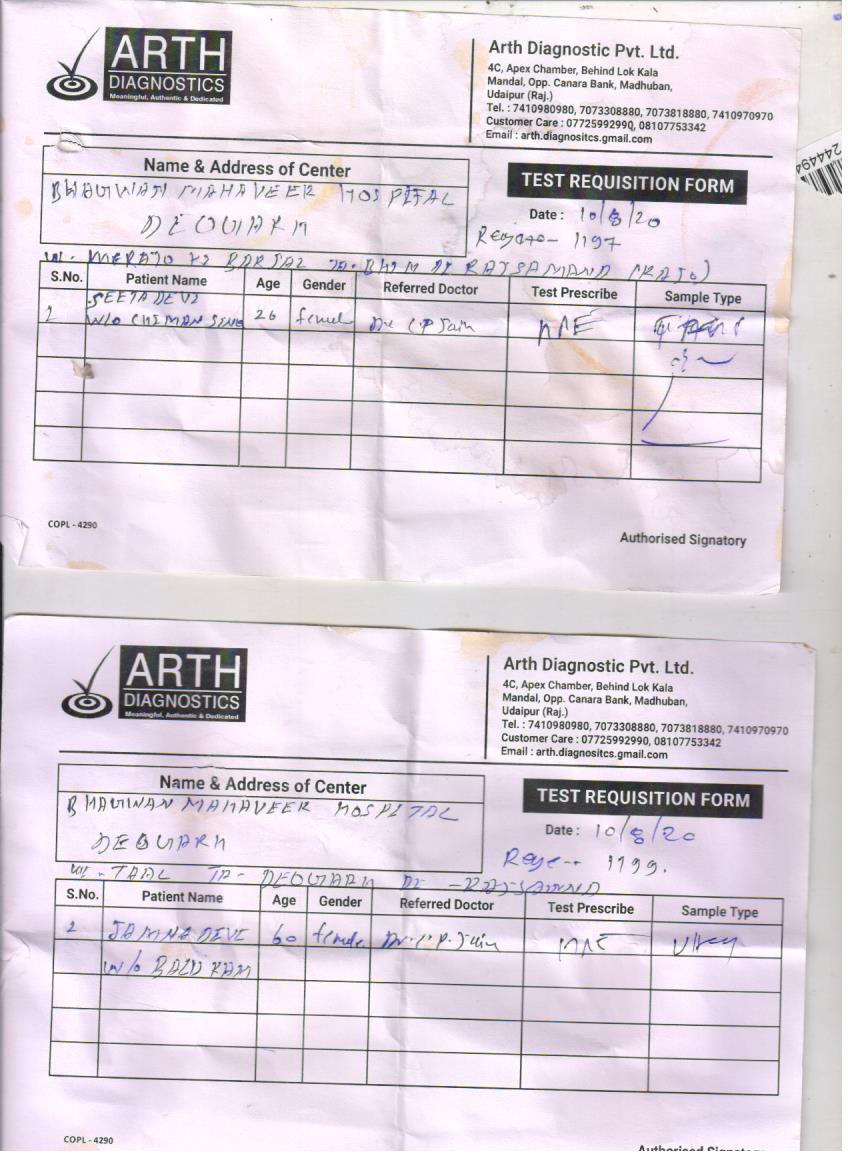 ARTH
DIAGNOSTICS
Meaningful, Authentic & Dedicated
Arth Diagnostic Pvt. Ltd.
4C, Apex Chamber, Behind Lok Kala
Mandal, Opp. Canara Bank, Madhuban,
Udaipur (Raj.)
Tel. : 7410980980, 7073308880, 7073818880, 7410970970
Customer Care : 07725992990, 08107753342
Email : arth.diagnositcs.gmail.com
244494
Name & Address of Center
BHAGWAN MAHAVEER HOSPITAL
DEOGARH
TEST REQUISITION FORM
Date : 10/8/20
1197
S.No. Patient Name Age Gender Referred Doctor Test Prescribe Sample Type
SEETA DEVI
W/O CHIMAN SING 26 female Dr C P Jain
COPL - 4290
Authorised Signatory
ARTH
DIAGNOSTICS
Meaningful, Authentic & Dedicated
Arth Diagnostic Pvt. Ltd.
4C, Apex Chamber, Behind Lok Kala
Mandal, Opp. Canara Bank, Madhuban,
Udaipur (Raj.)
Tel. : 7410980980, 7073308880, 7073818880, 7410970970
Customer Care : 07725992990, 08107753342
Email : arth.diagnositcs.gmail.com
Name & Address of Center
BHAGWAN MAHAVEER HOSPITAL
DEOGARH
TEST REQUISITION FORM
Date : 10/8/20
1199.
TAAL DEOGARH
S.No. Patient Name Age Gender Referred Doctor Test Prescribe Sample Type
JAMNA DEVI 60 female Dr. C P. Jain
W/o RAM
COPL - 4290
Authorised Signatory